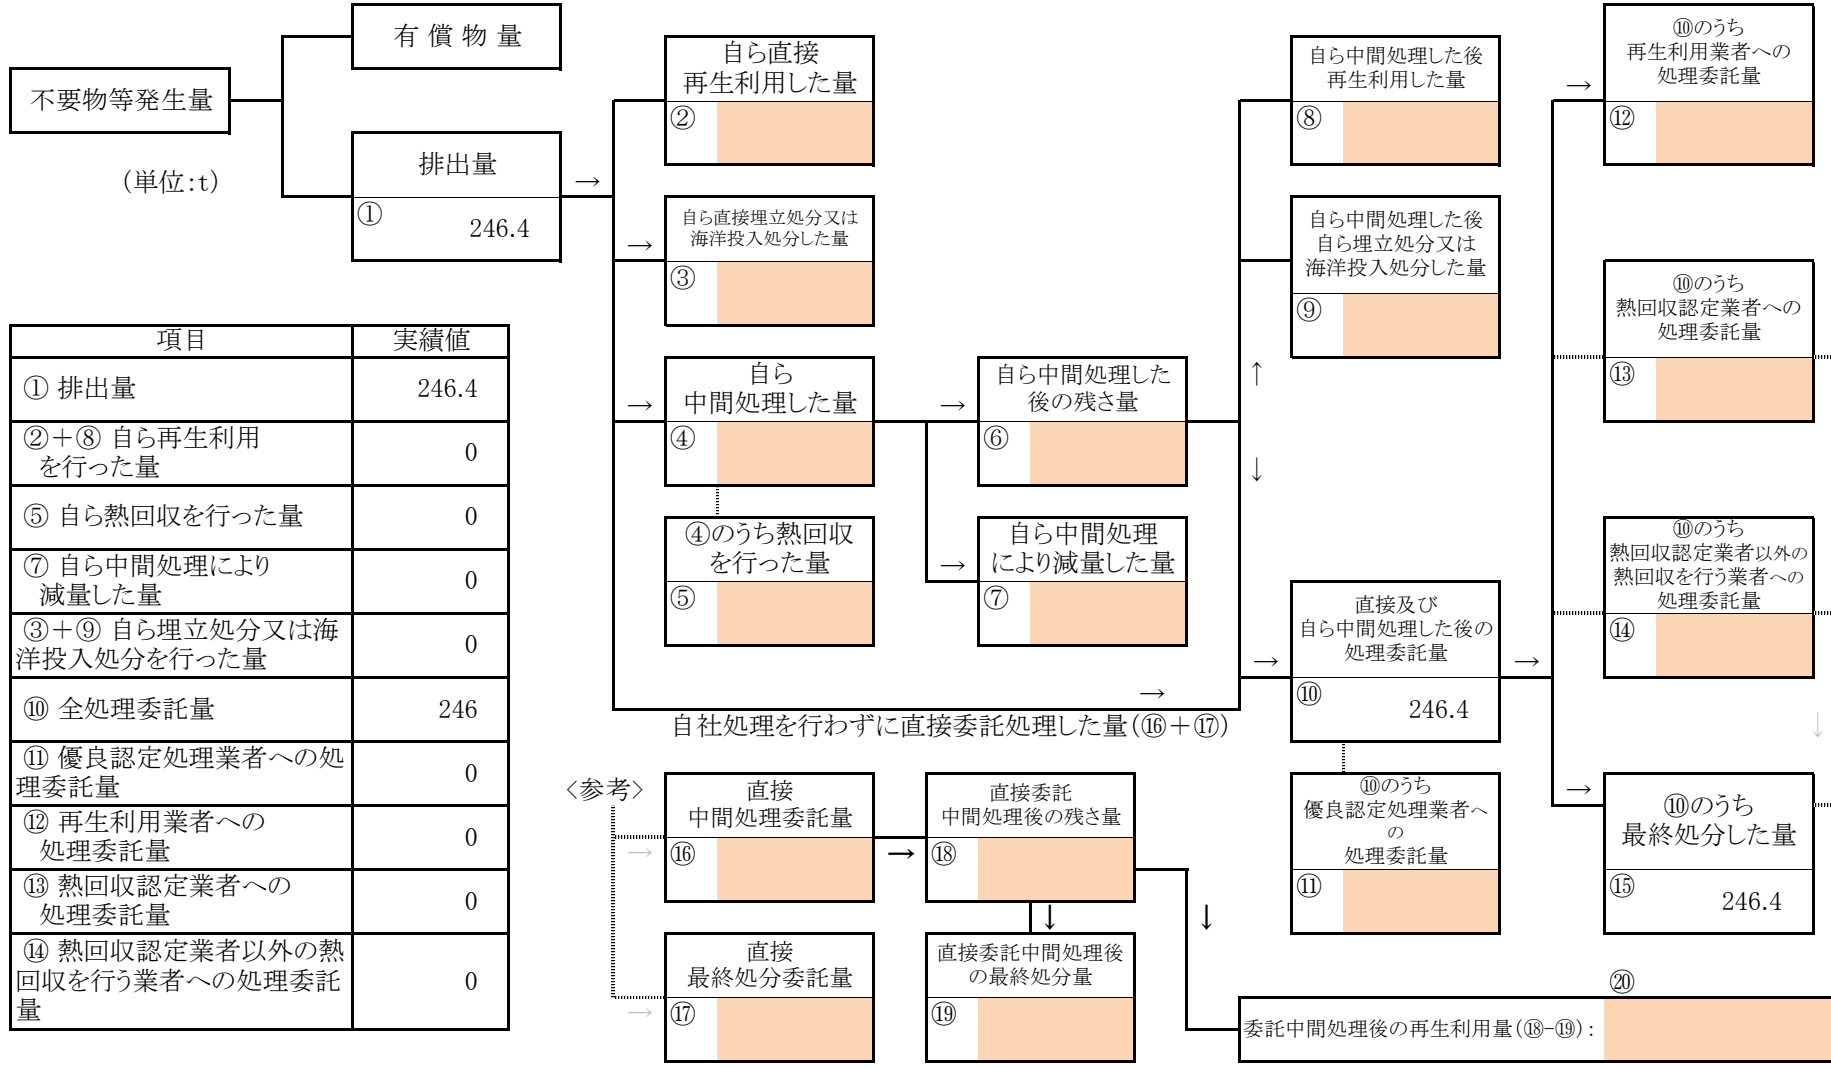 有 償 物 量
不要物等発生量
(単位:t)
排出量
①
246.4
→
自ら直接
再生利用した量
②
→
自ら直接埋立処分又は
海洋投入処分した量
③
→
自ら
中間処理した量
④
④のうち熱回収
を行った量
⑤
→
自ら中間処理した
後の残さ量
⑥
→
自ら中間処理
により減量した量
⑦
↑
↓
自ら中間処理した後
再生利用した量
⑧
自ら中間処理した後
自ら埋立処分又は
海洋投入処分した量
⑨
→
自社処理を行わずに直接委託処理した量(⑯+⑰)
→
直接及び
自ら中間処理した後の
処理委託量
⑩
246.4
⑩のうち
優良認定処理業者へ
の
処理委託量
⑪
→
→
⑩のうち
再生利用業者への
処理委託量
⑫
⑩のうち
熱回収認定業者への
処理委託量
⑬
⑩のうち
熱回収認定業者以外の
熱回収を行う業者への
処理委託量
⑭
↓
→
⑩のうち
最終処分した量
⑮
246.4
項目 実績値
① 排出量 246.4
②+⑧ 自ら再生利用
を行った量 0
⑤ 自ら熱回収を行った量 0
⑦ 自ら中間処理により
減量した量 0
③+⑨ 自ら埋立処分又は海
洋投入処分を行った量 0
⑩ 全処理委託量 246
⑪ 優良認定処理業者への処
理委託量 0
⑫ 再生利用業者への
処理委託量 0
⑬ 熱回収認定業者への
処理委託量 0
⑭ 熱回収認定業者以外の熱
回収を行う業者への処理委託
量 0
<参考>
→
直接
中間処理委託量
⑯
→
直接委託
中間処理後の残さ量
⑱
↓
↓
→
直接
最終処分委託量
⑰
直接委託中間処理後
の最終処分量
⑲
⑳
委託中間処理後の再生利用量(⑱-⑲):